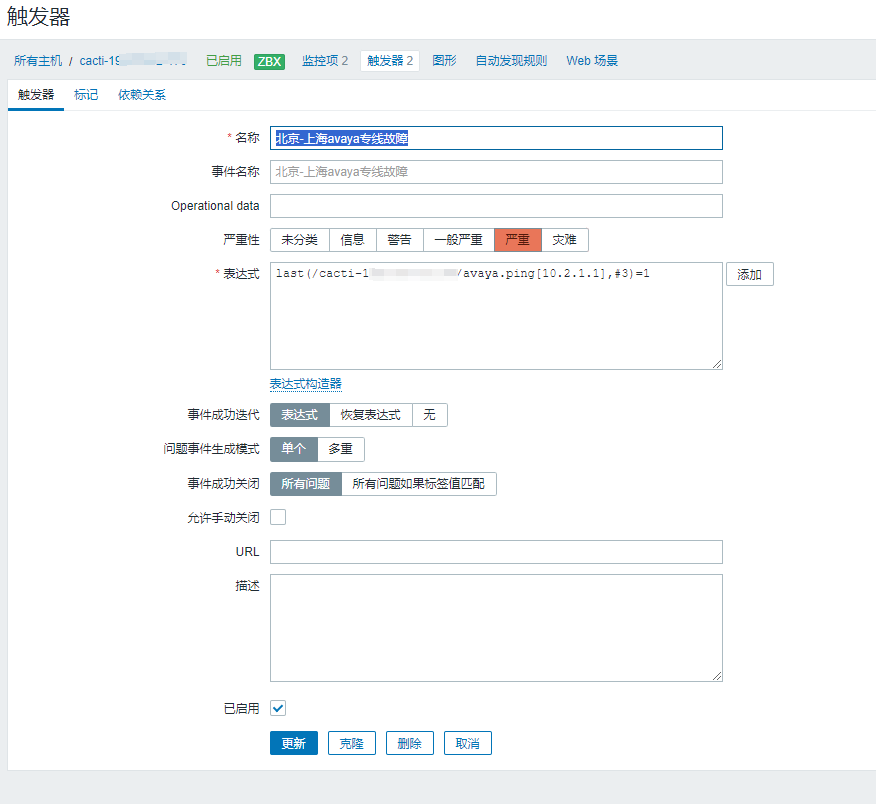 触发器
所有主机 / cacti-19 已启用 ZBX 监控项 2 触发器 2 图形 自动发现规则 Web 场景
触发器 标记 依赖关系
* 名称 北京-上海avaya专线故障
事件名称 北京-上海avaya专线故障
Operational data
严重性 未分类 信息 警告 一般严重 严重 灾难
* 表达式 last(/cacti-1 /avaya.ping[10.2.1.1],#3)=1 添加
表达式构造器
事件成功迭代 表达式 恢复表达式 无
问题事件生成模式 单个 多重
事件成功关闭 所有问题 所有问题如果标签值匹配
允许手动关闭
URL
描述
已启用
更新 克隆 删除 取消